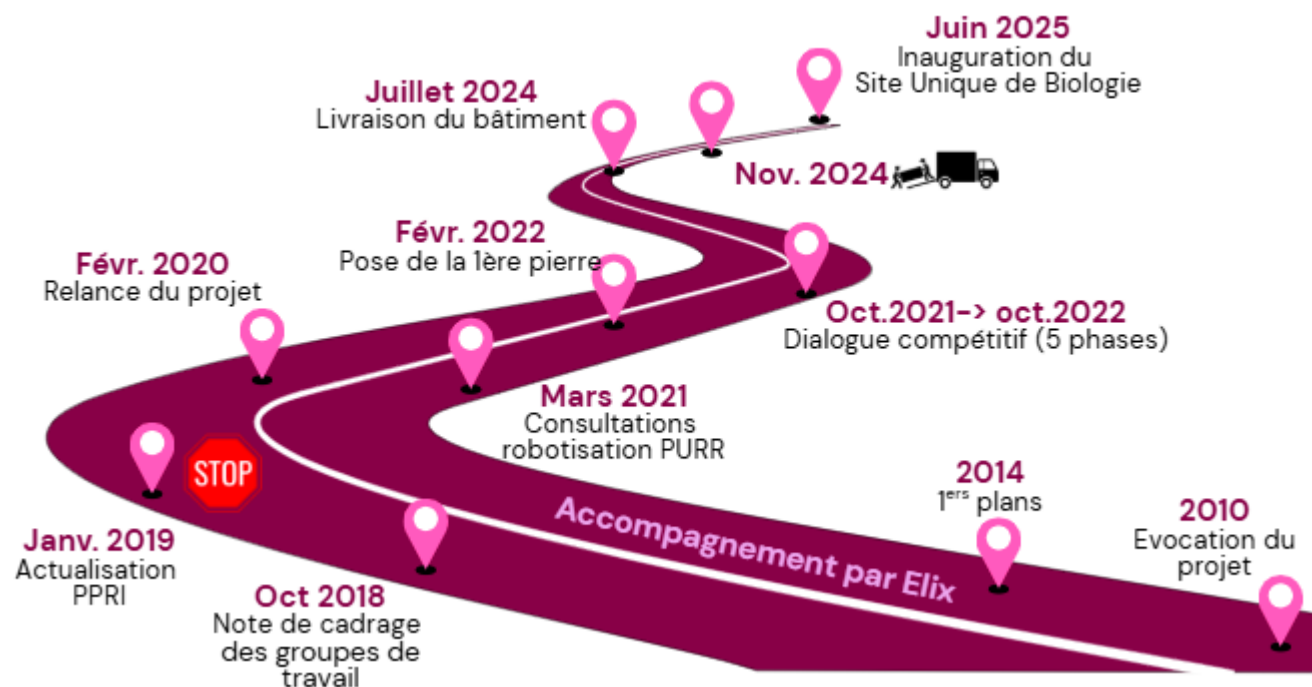 Juin 2025
Inauguration du
Site Unique de Biologie
Juillet 2024
Livraison du bâtiment
Nov. 2024
Févr. 2022
Pose de la 1ère pierre
Févr. 2020
Relance du projet
Oct.2021-> oct.2022
Dialogue compétitif (5 phases)
Mars 2021
Consultations
robotisation PURR
STOP
Janv. 2019
Actualisation
PPRI
Oct 2018
Note de cadrage
des groupes de
travail
Accompagnement par Elix
2014
1ers plans
2010
Evocation du
projet